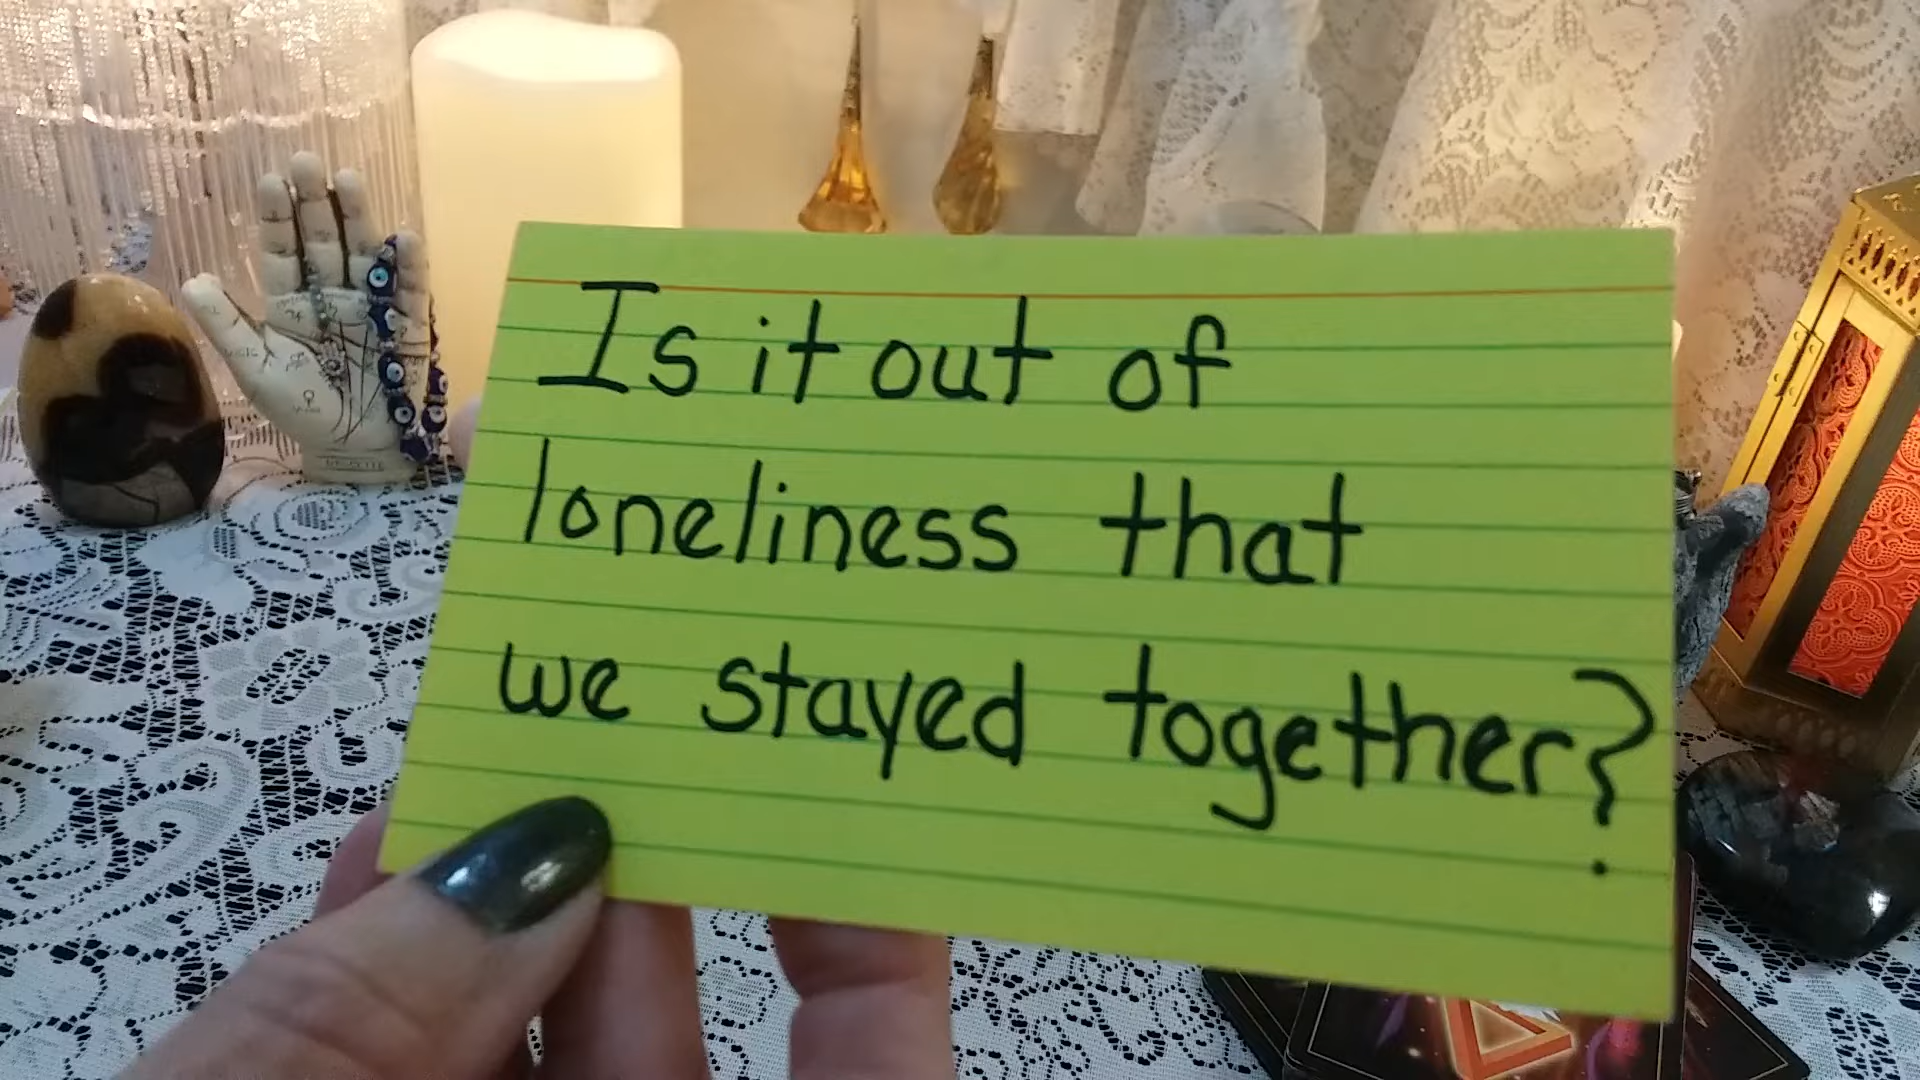 Is it out of
loneliness that
we stayed together?